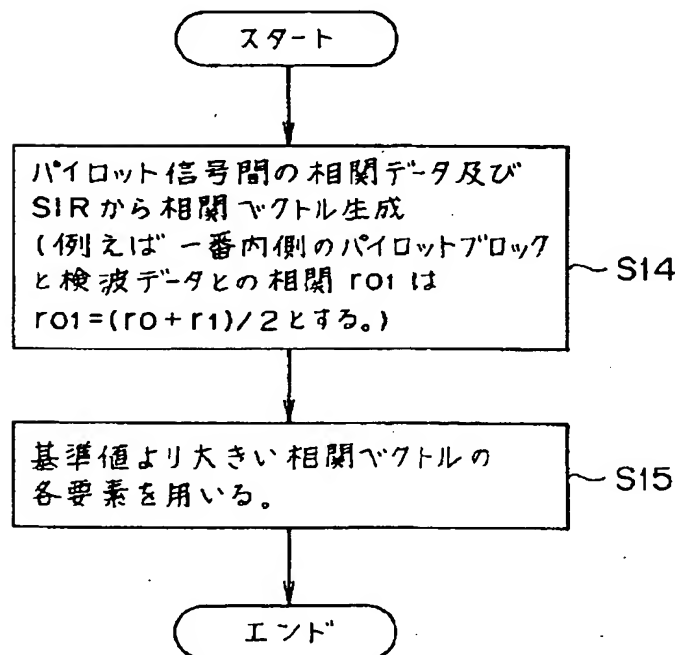 スタート
パイロット信号間の相関データ及び
SIRから相関ベクトル生成
(例えば一番内側のパイロットブロック
と検波データとの相関 r01 は
r01=(r0+r1)/2とする。)
S14
基準値より大きい相関ベクトルの
各要素を用いる。
S15
エンド